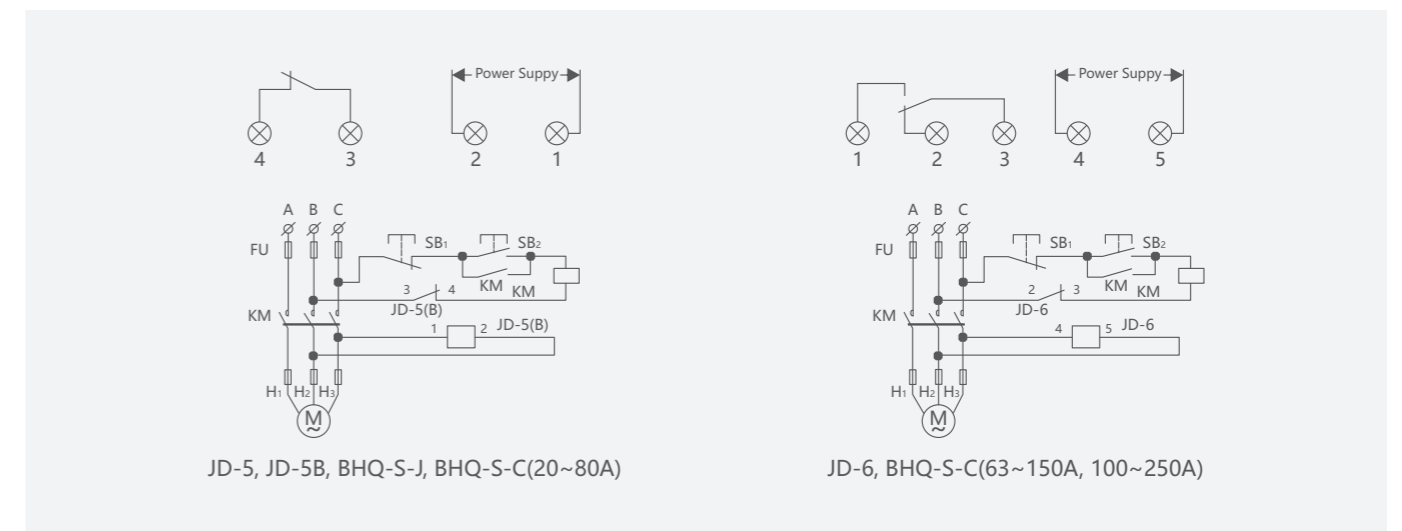 Power Suppy
4 3 2 1
A B C
FU
SB1 SB2
KM
KM
3 4
JD-5(B)
KM
1 2 JD-5(B)
H1 H2 H3
M
~
JD-5, JD-5B, BHQ-S-J, BHQ-S-C(20~80A)
Power Suppy
1 2 3 4 5
A B C
FU
SB1 SB2
KM
KM
2 3
JD-6
KM
4 5 JD-6
H1 H2 H3
M
~
JD-6, BHQ-S-C(63~150A, 100~250A)